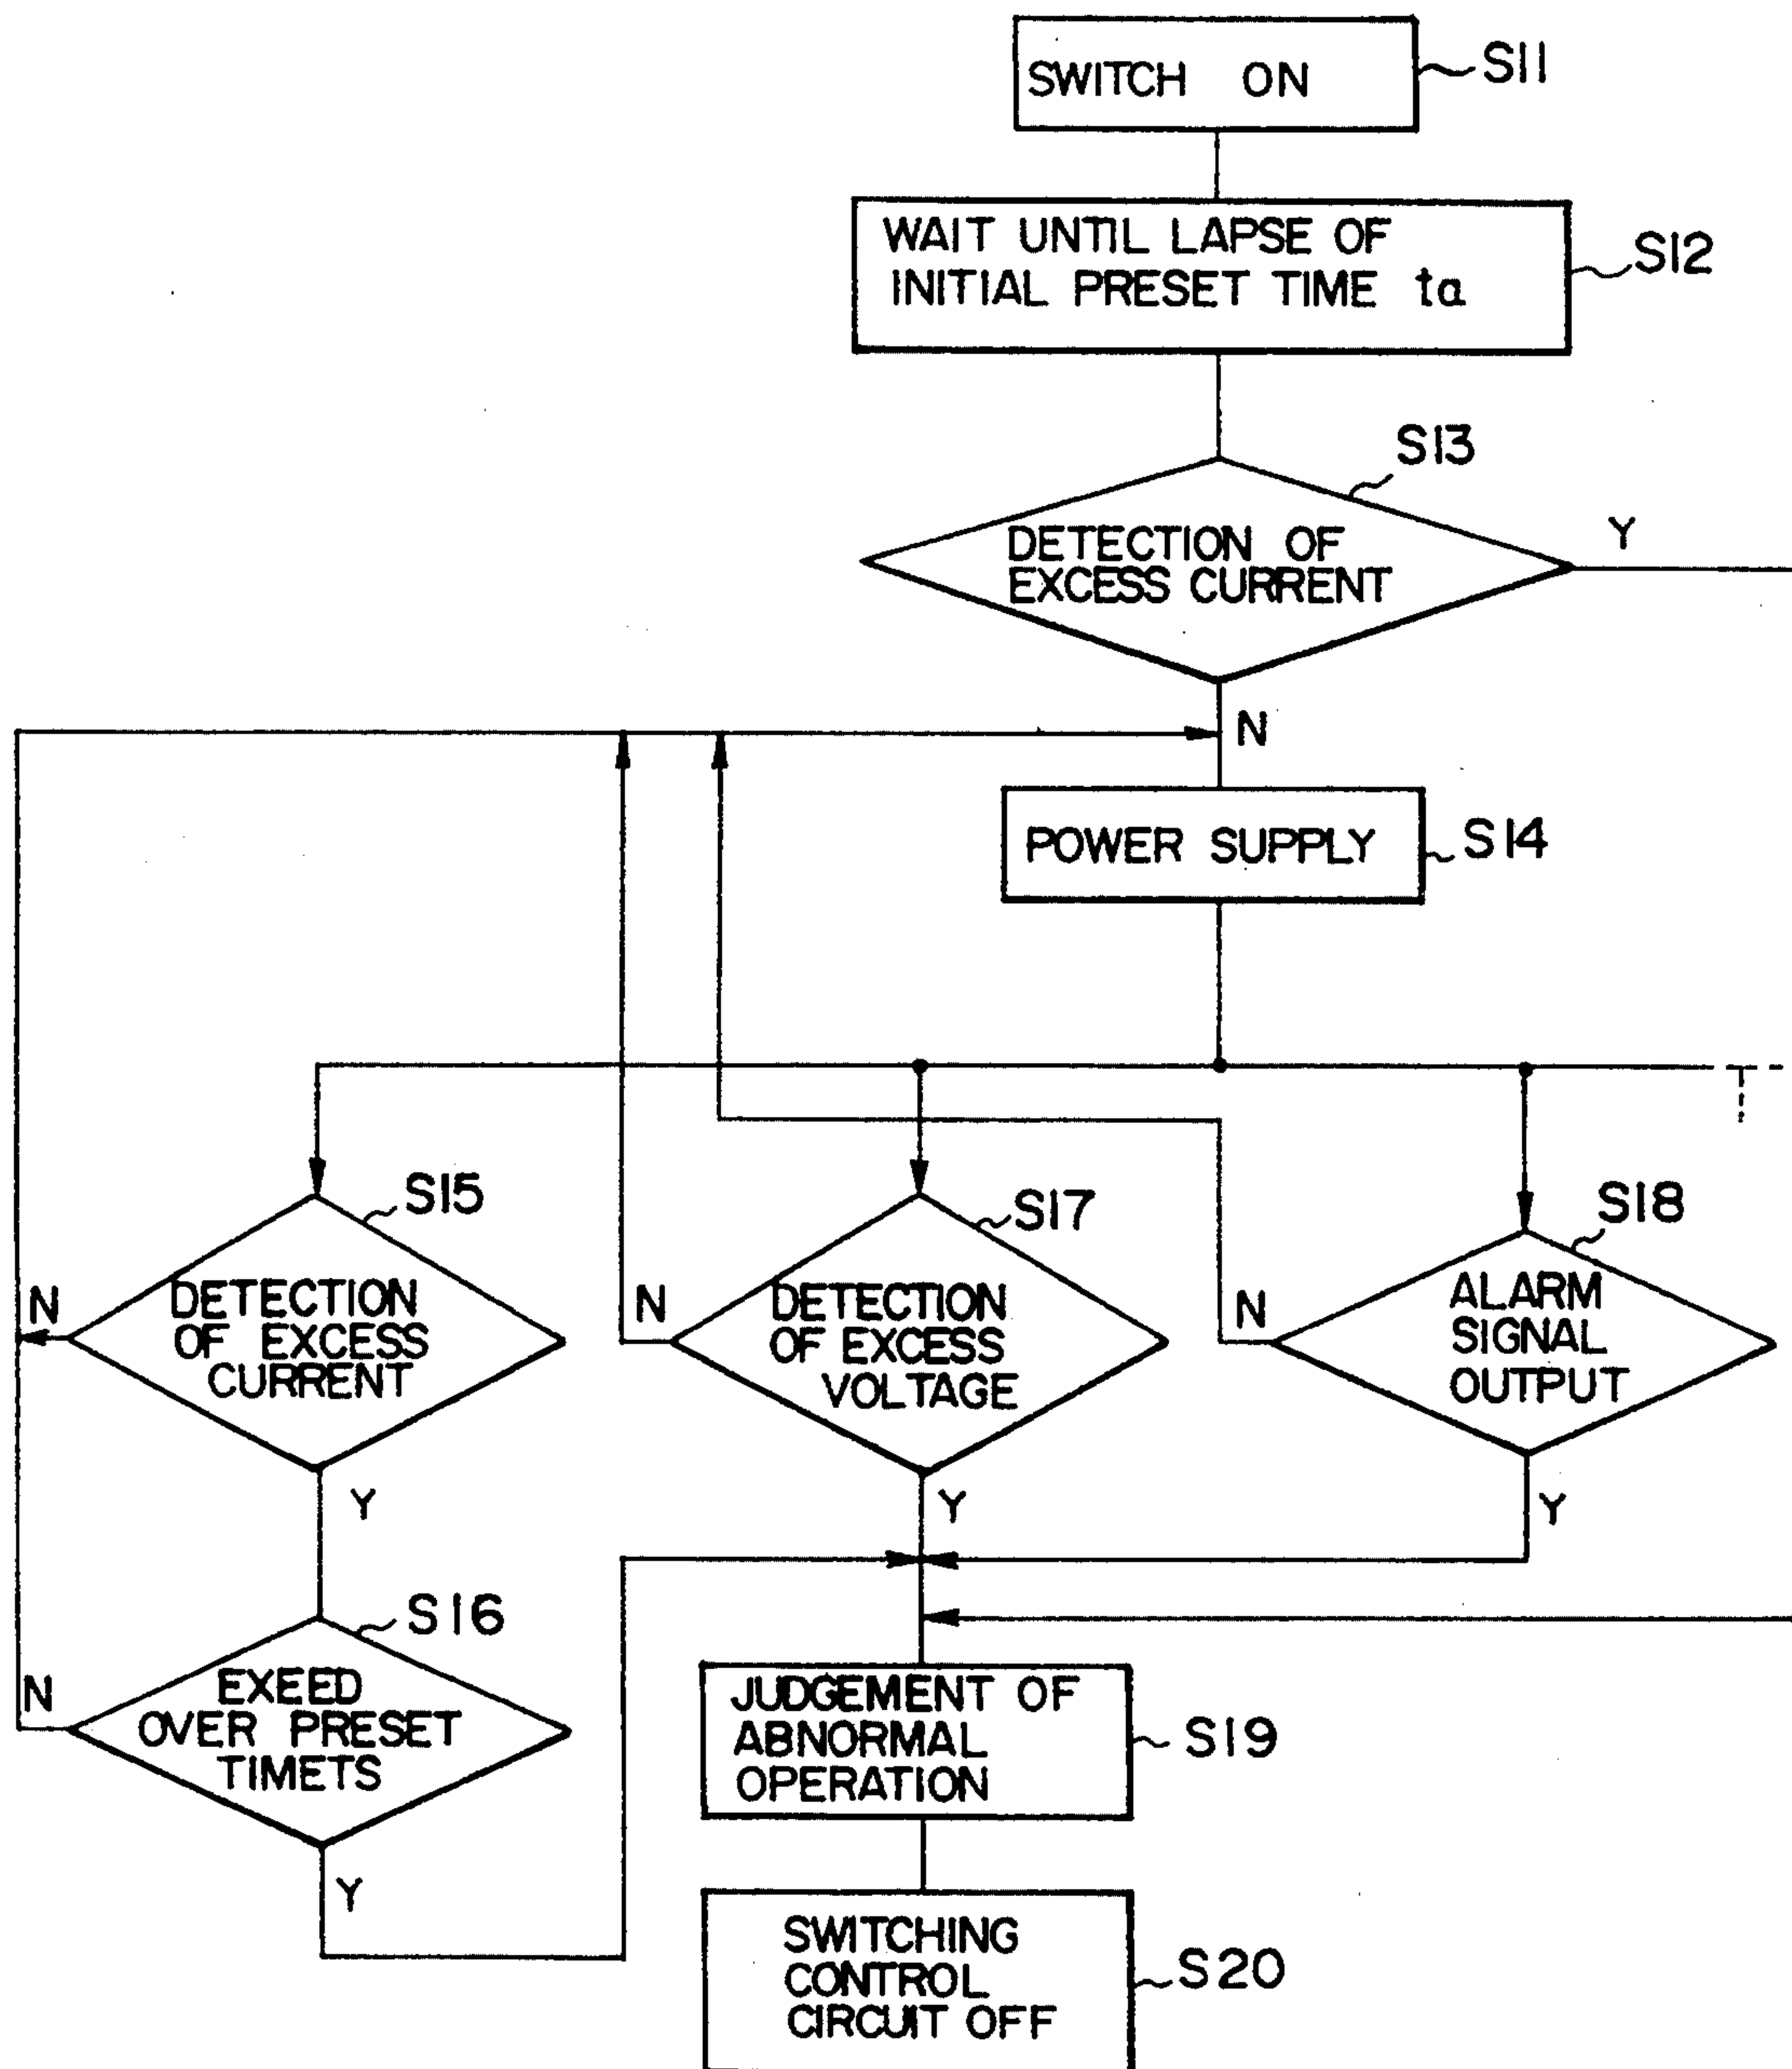 SWITCH ON
S11
WAIT UNTIL LAPSE OF
INITIAL PRESET TIME ta
S12
S13
DETECTION OF
EXCESS CURRENT
Y
N
POWER SUPPLY
S14
S15
DETECTION
OF EXCESS
CURRENT
N
Y
S17
DETECTION
OF EXCESS
VOLTAGE
N
Y
S18
ALARM
SIGNAL
OUTPUT
N
Y
S16
EXEED
OVER PRESET
TIMETS
N
Y
JUDGEMENT OF
ABNORMAL
OPERATION
S19
SWITCHING
CONTROL
CIRCUIT OFF
S20